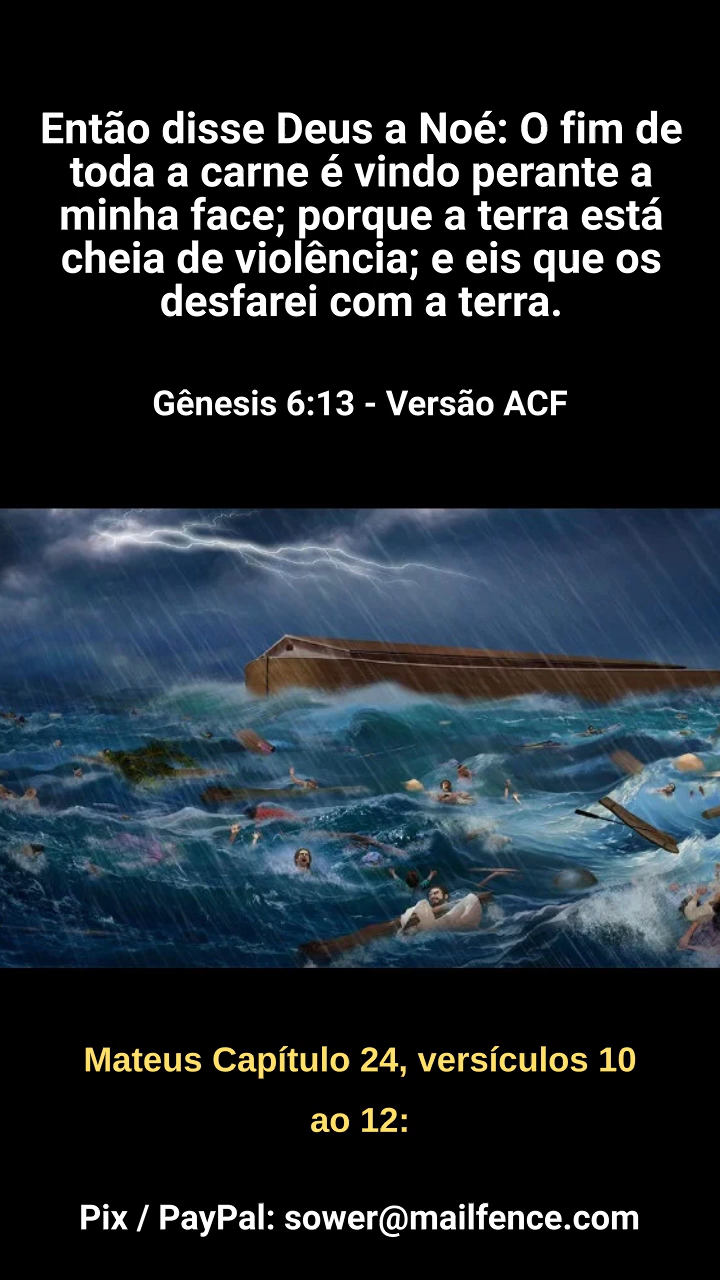 Então disse Deus a Noé: O fim de
toda a carne é vindo perante a
minha face; porque a terra está
cheia de violência; e eis que os
desfarei com a terra.
Gênesis 6:13 - Versão ACF
Mateus Capítulo 24, versículos 10
ao 12:
Pix / PayPal: sower@mailfence.com